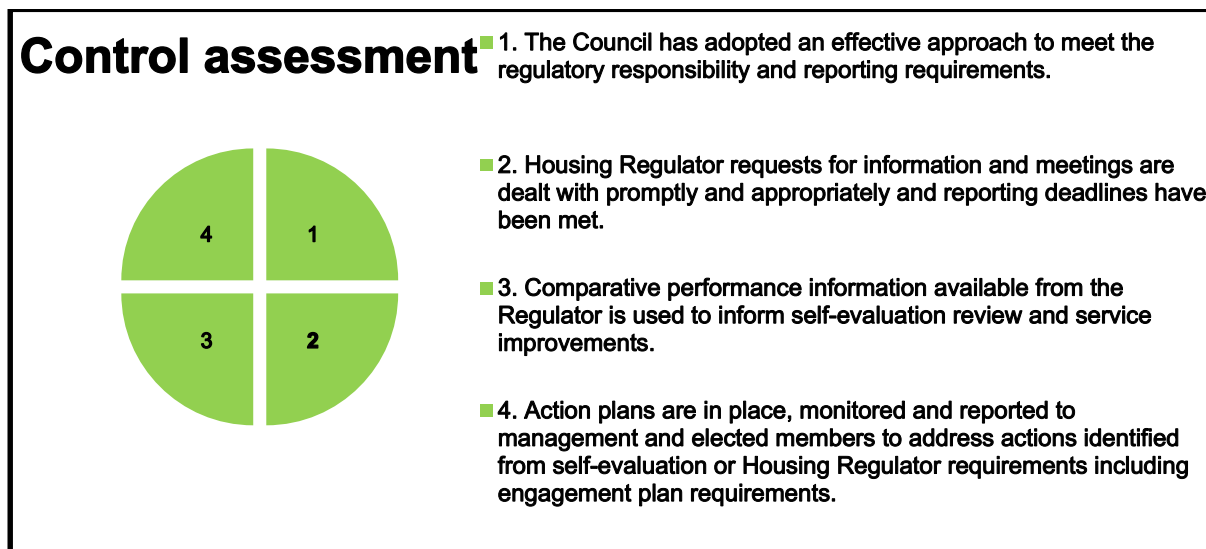 Control assessment
1. The Council has adopted an effective approach to meet the
regulatory responsibility and reporting requirements.
2. Housing Regulator requests for information and meetings are
dealt with promptly and appropriately and reporting deadlines have
been met.
3. Comparative performance information available from the
Regulator is used to inform self-evaluation review and service
improvements.
4. Action plans are in place, monitored and reported to
management and elected members to address actions identified
from self-evaluation or Housing Regulator requirements including
engagement plan requirements.
4 1
3 2